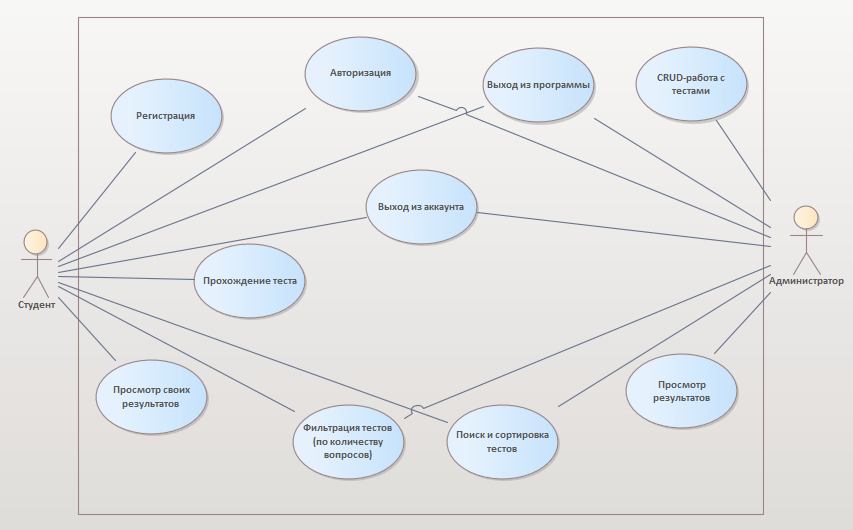 Авторизация
Выход из программы
CRUD-работа с
тестами
Регистрация
Выход из аккаунта
Прохождение теста
Студент
Администратор
Просмотр своих
результатов
Фильтрация тестов
(по количеству
вопросов)
Поиск и сортировка
тестов
Просмотр
результатов